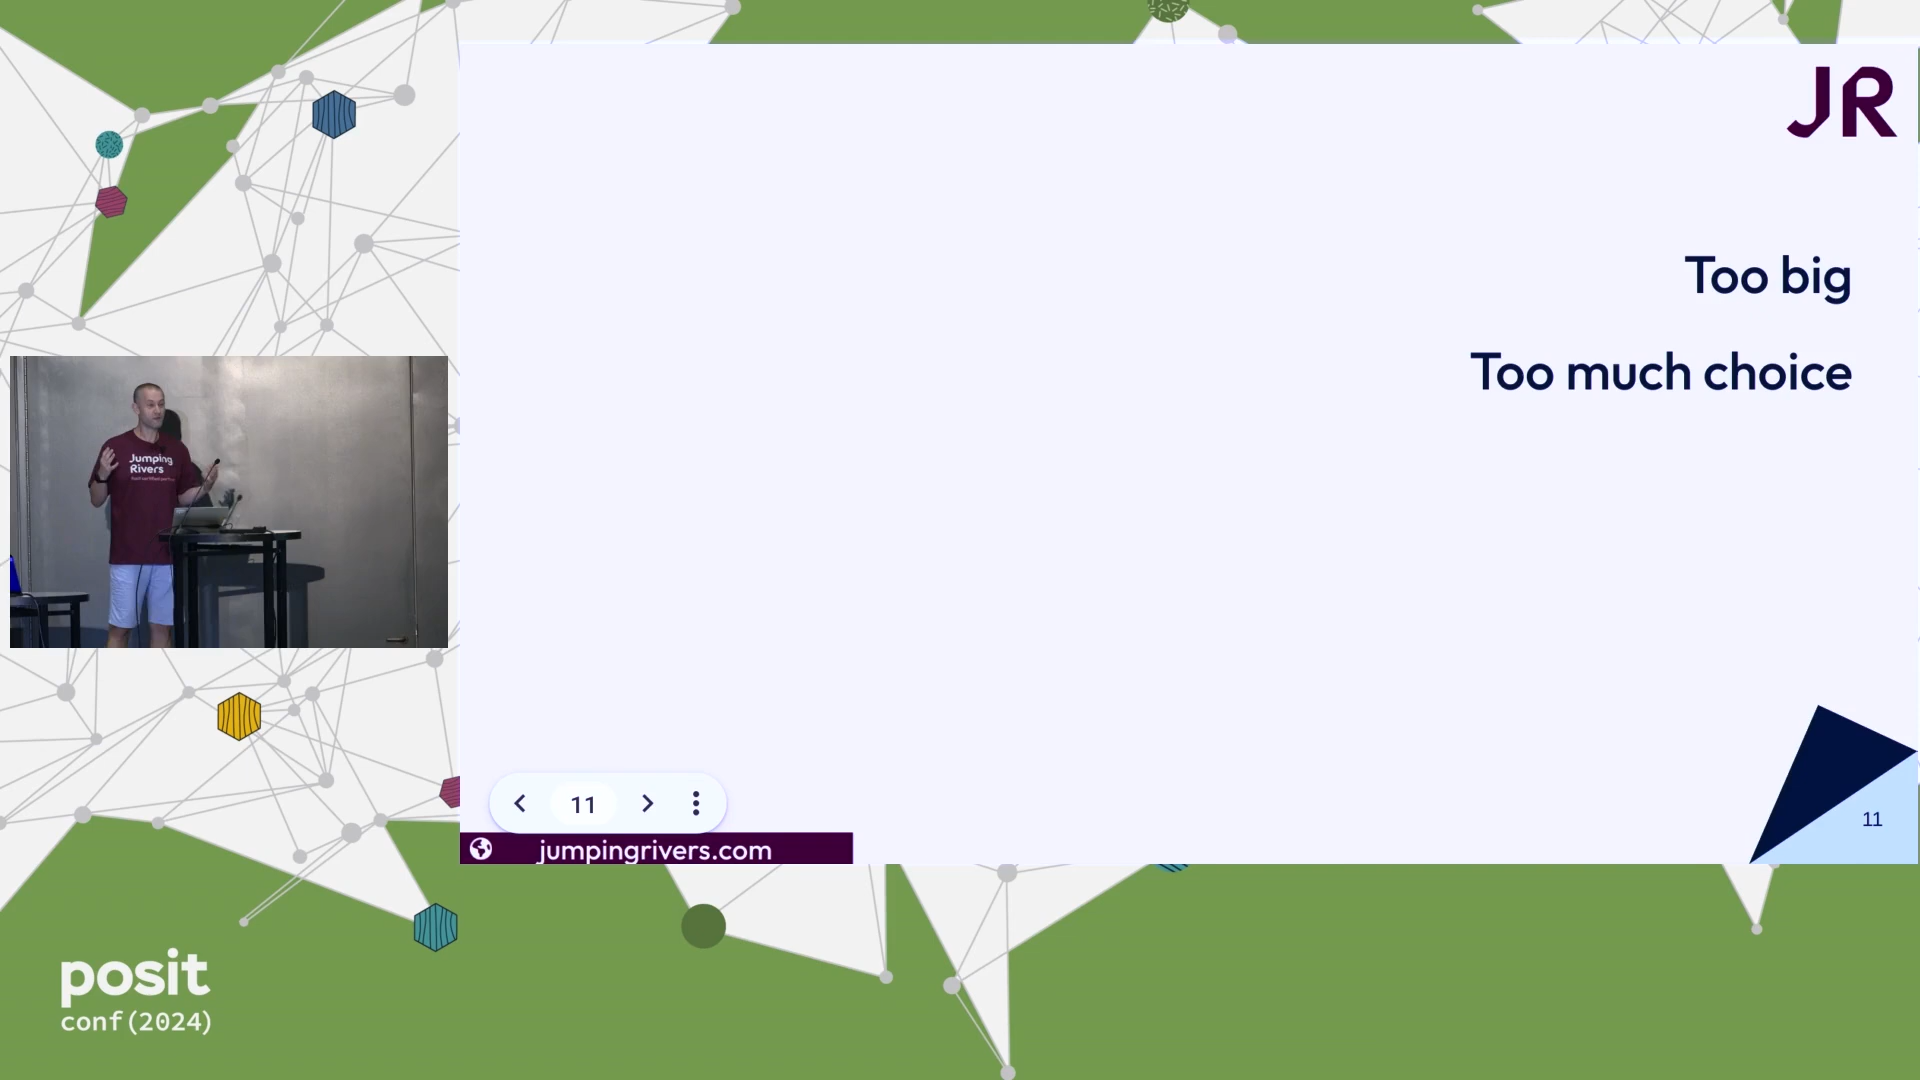 JR
Too big
Too much choice
Jumping
Rivers
11
11
jumpingrivers.com
posit
conf(2024)